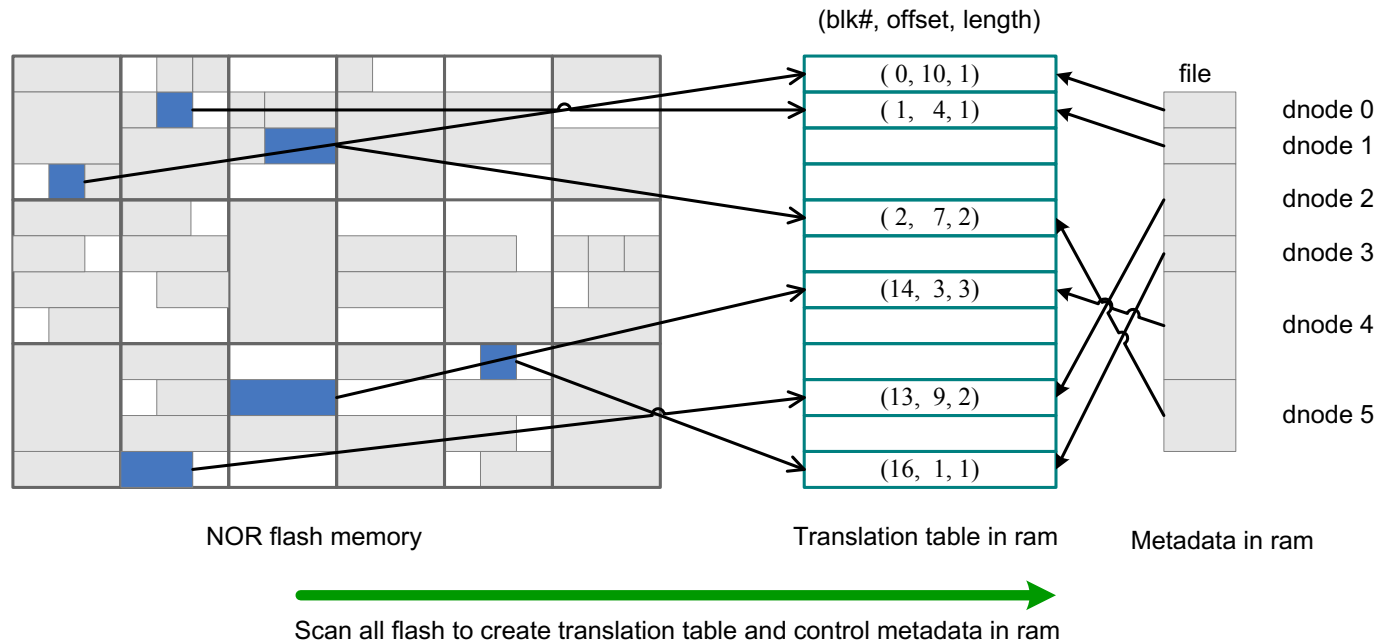 (blk#, offset, length)
file
( 0, 10, 1)
dnode 0
( 1, 4, 1)
dnode 1
dnode 2
( 2, 7, 2)
dnode 3
(14, 3, 3)
dnode 4
(13, 9, 2)
dnode 5
(16, 1, 1)
NOR flash memory
Translation table in ram
Metadata in ram
Scan all flash to create translation table and control metadata in ram